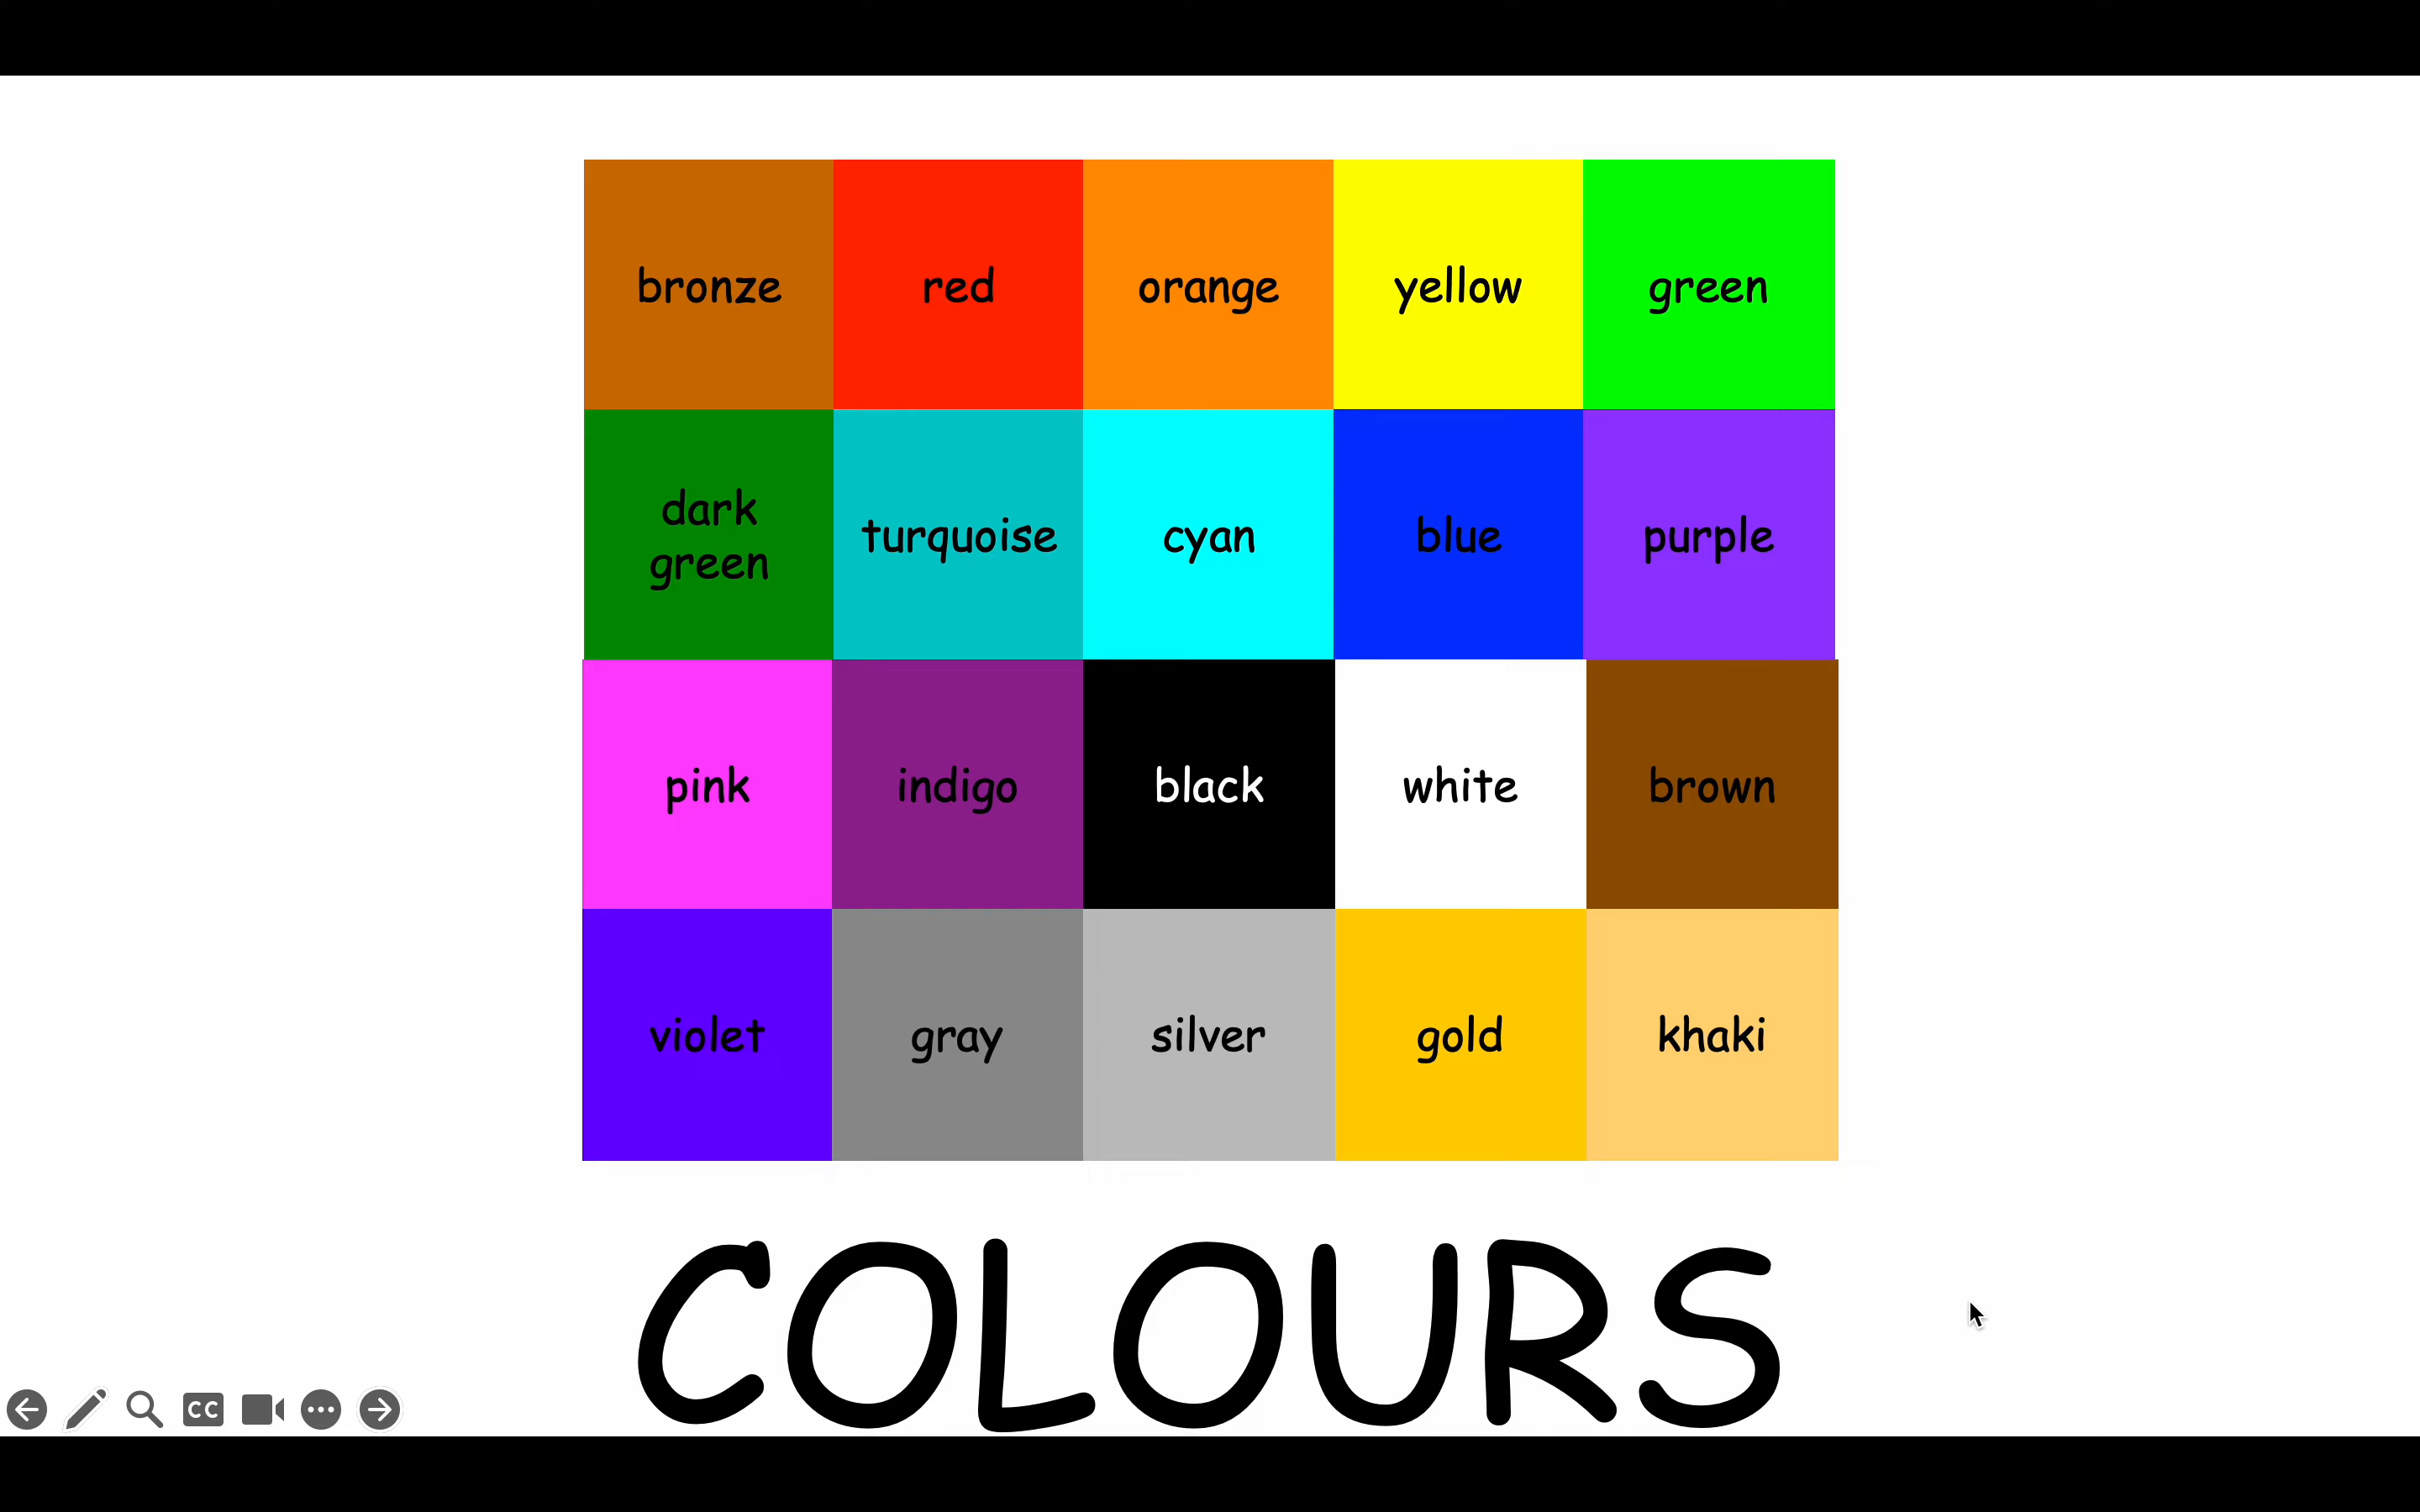 bronze
red
orange
yellow
green
dark
green
turquoise
cyan
blue
purple
pink
indigo
black
white
brown
violet
gray
silver
gold
khaki
COLOURS
CC